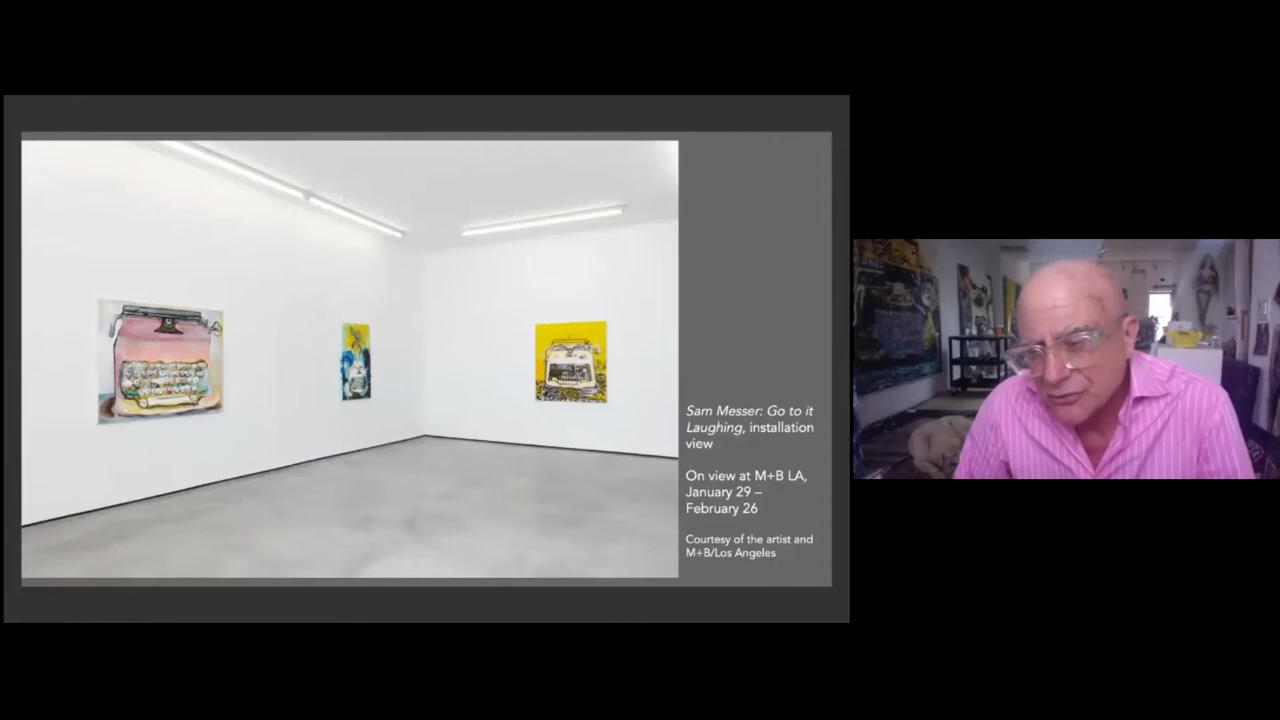 Sam Messer: Go to it
Laughing, installation
view
On view at M+B LA,
January 29 –
February 26
Courtesy of the artist and
M+B/Los Angeles